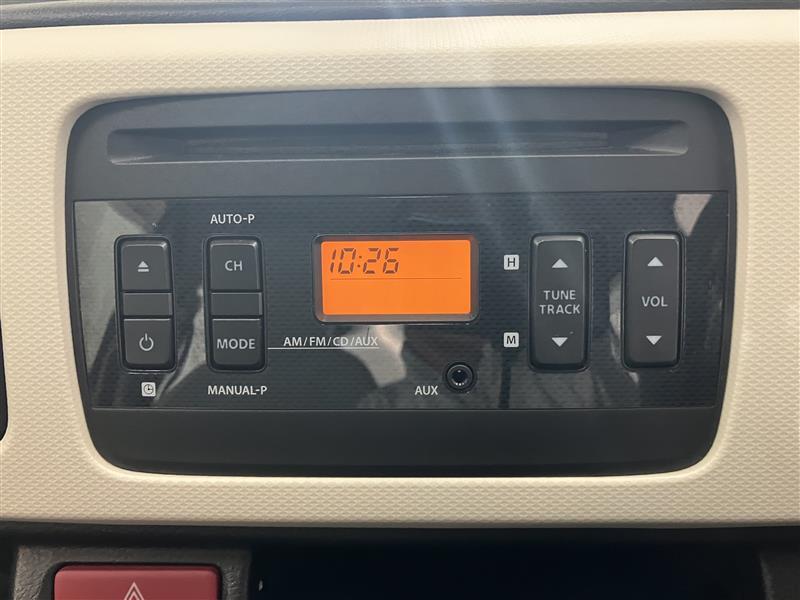 AUTO-P
10:26
CH
H
TUNE
TRACK
VOL
MODE
AM/FM/CD/AUX
M
MANUAL-P
AUX